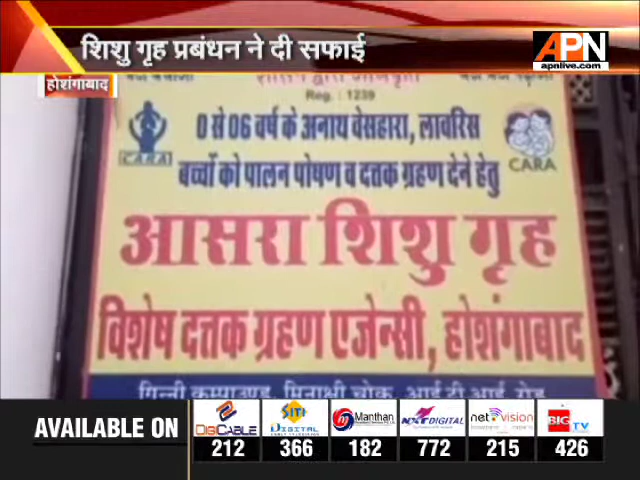 शिशु गृह प्रबंधन ने दी सफाई
APN
apnlive.com
होशंगाबाद
Reg. : 1239
0 से 06 वर्ष के अनाथ बेसहारा, लावरिस
CARA
CARA
बच्चों को पालन पोषण व दत्तक ग्रहण देने हेतु
आसरा शिशु गृह
विशेष दत्तक ग्रहण एजेन्सी, होशंगाबाद
AVAILABLE ON
DIGICABLE
SITI DIGITAL
Manthan
NXT DIGITAL
net vision
BIG TV
212 366 182 772 215 426